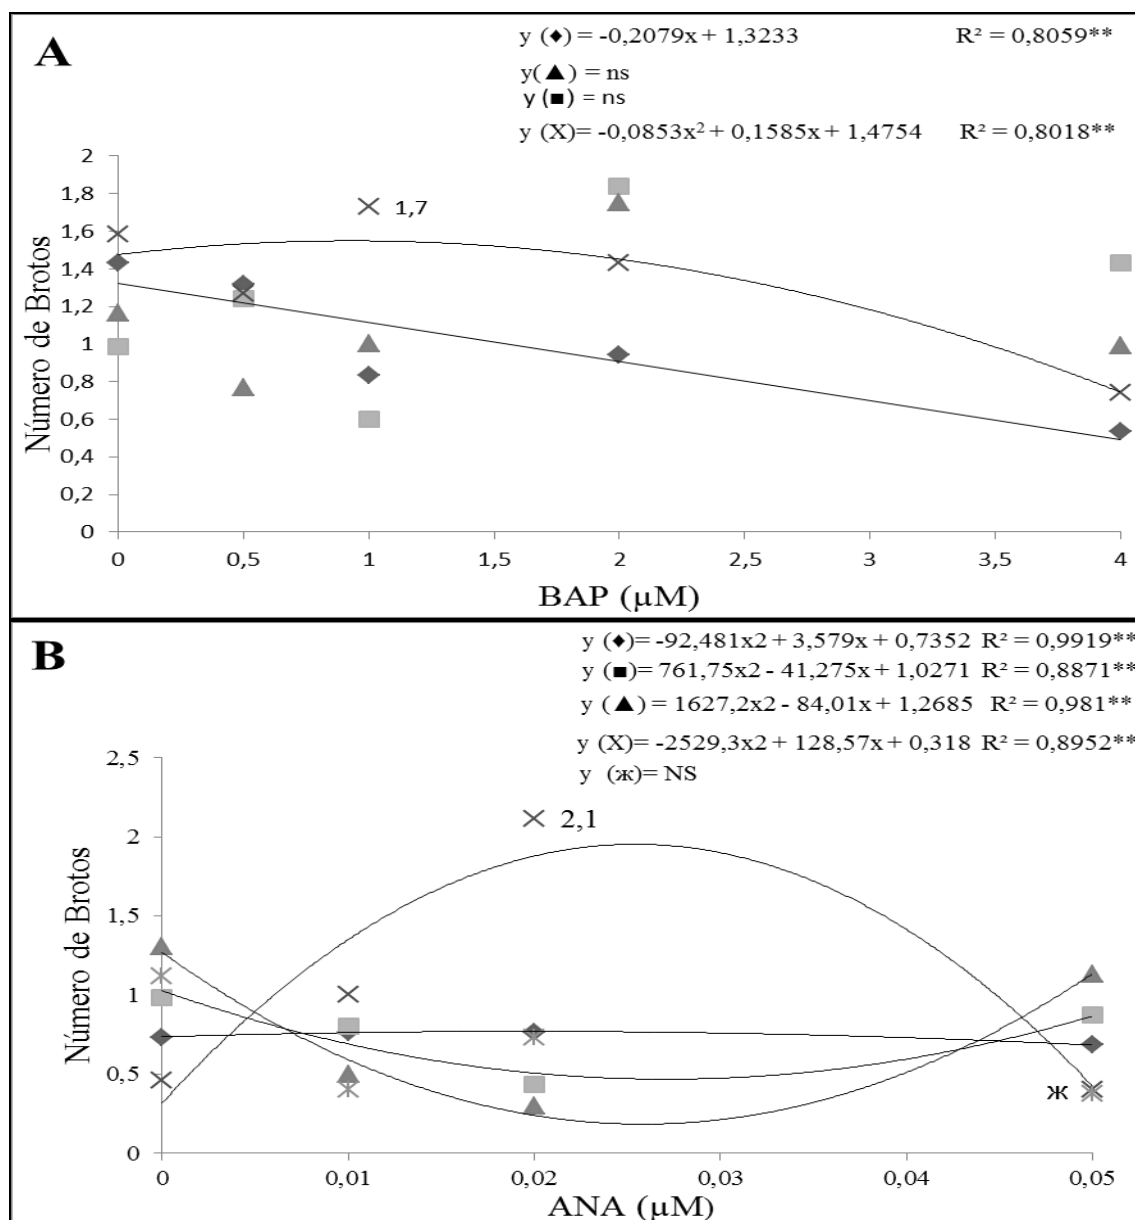 A
y (♦) = -0,2079x + 1,3233 R² = 0,8059**
y(▲) = ns
y (■) = ns
y (X)= -0,0853x² + 0,1585x + 1,4754 R² = 0,8018**
Número de Brotos
2
1,8
1,6
1,4
1,2
1
0,8
0,6
0,4
0,2
0
1,7
0 0,5 1 1,5 2 2,5 3 3,5 4
BAP (µM)
B
y (♦)= -92,481x2 + 3,579x + 0,7352 R² = 0,9919**
y (■)= 761,75x2 - 41,275x + 1,0271 R² = 0,8871**
y (▲) = 1627,2x2 - 84,01x + 1,2685 R² = 0,981**
y (X)= -2529,3x2 + 128,57x + 0,318 R² = 0,8952**
y (ж)= NS
Número de Brotos
2,5
2
1,5
1
0,5
0
2,1
ж
0 0,01 0,02 0,03 0,04 0,05
ANA (µM)